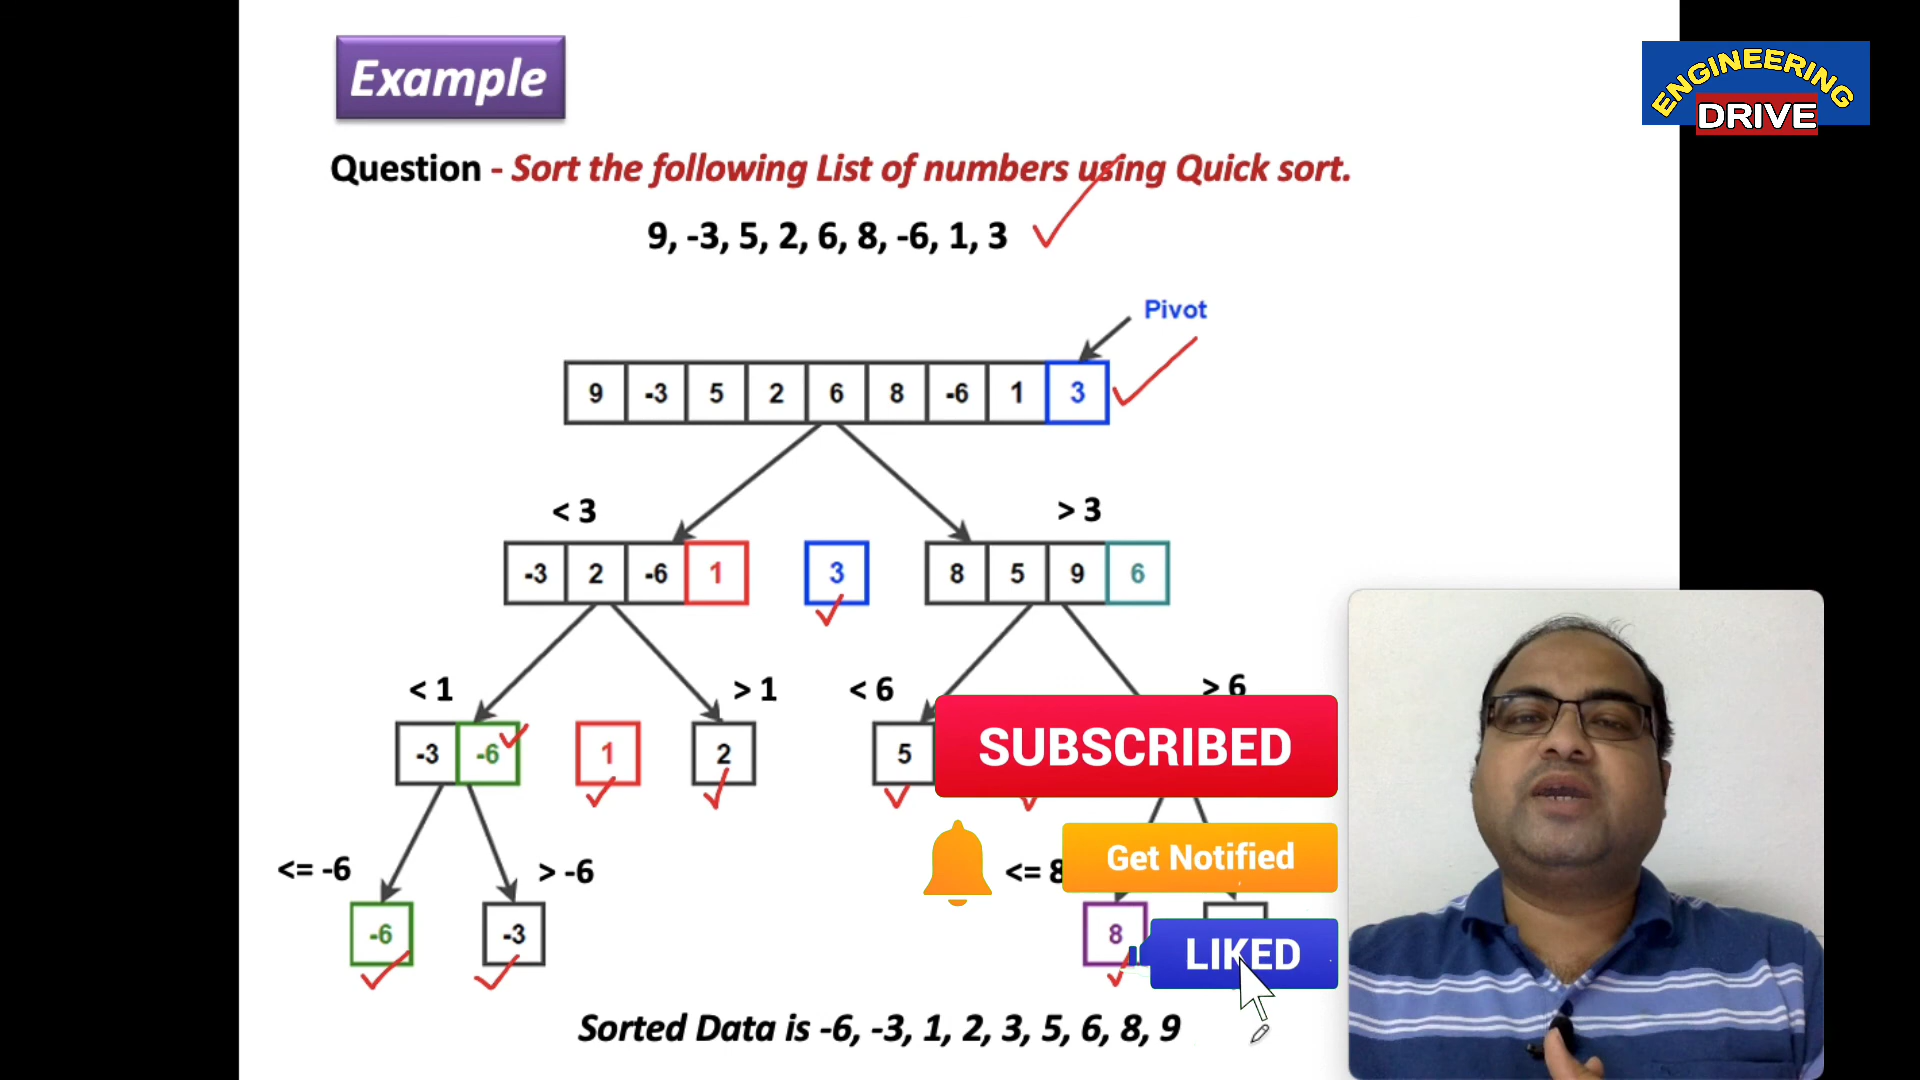 Example
ENGINEERING
DRIVE
Question - Sort the following List of numbers using Quick sort.
9, -3, 5, 2, 6, 8, -6, 1, 3
Pivot
9 -3 5 2 6 8 -6 1 3
< 3 > 3
-3 2 -6 1 3 8 5 9 6
< 1 > 1 < 6 > 6
-3 -6 1 2 5
SUBSCRIBED
<= -6 > -6 <= 8
Get Notified
-6 -3 8
LIKED
Sorted Data is -6, -3, 1, 2, 3, 5, 6, 8, 9